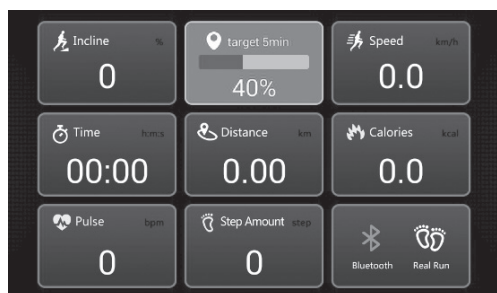 Incline %
0
target 5min
40%
Speed km/h
0.0
Time h:m:s
00:00
Distance km
0.00
Calories kcal
0.0
Pulse bpm
0
Step Amount step
0
Bluetooth Real Run